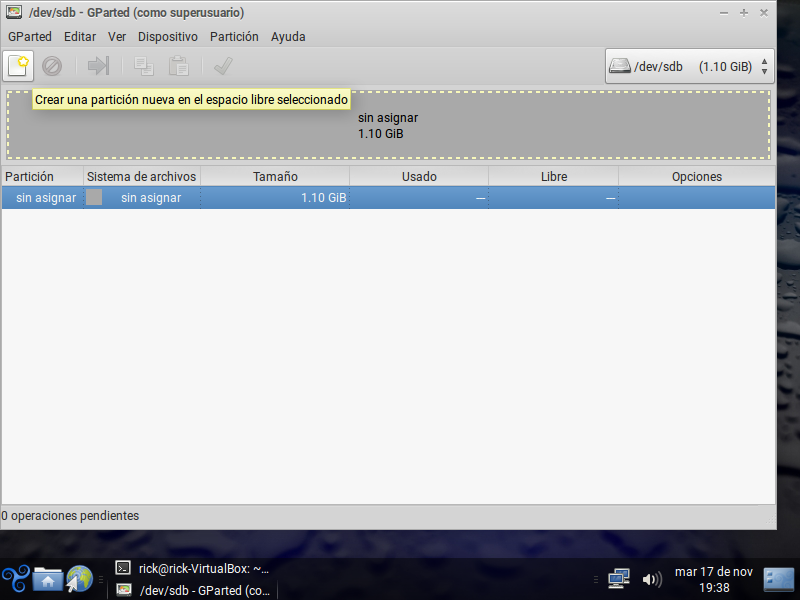 /dev/sdb - GParted (como superusuario)
GParted Editar Ver Dispositivo Partición Ayuda
/dev/sdb (1.10 GiB)
Crear una partición nueva en el espacio libre seleccionado
sin asignar
1.10 GiB
Partición Sistema de archivos Tamaño Usado Libre Opciones
sin asignar sin asignar 1.10 GiB — —
0 operaciones pendientes
rick@rick-VirtualBox: ~...
/dev/sdb - GParted (co...
mar 17 de nov
19:38